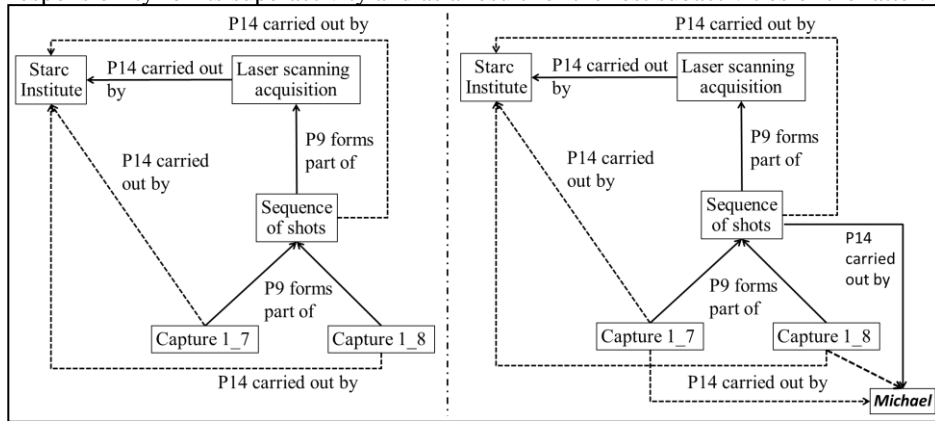 P14 carried out by
Starc
Institute
P14 carried out
by
Laser scanning
acquisition
P9 forms
part of
P14 carried
out by
Sequence
of shots
P9 forms
part of
Capture 1_7
Capture 1_8
P14 carried out by
P14 carried out by
Starc
Institute
P14 carried out
by
Laser scanning
acquisition
P9 forms
part of
P14 carried
out by
Sequence
of shots
P14
carried
out by
P9 forms
part of
Capture 1_7
Capture 1_8
P14 carried out by
Michael